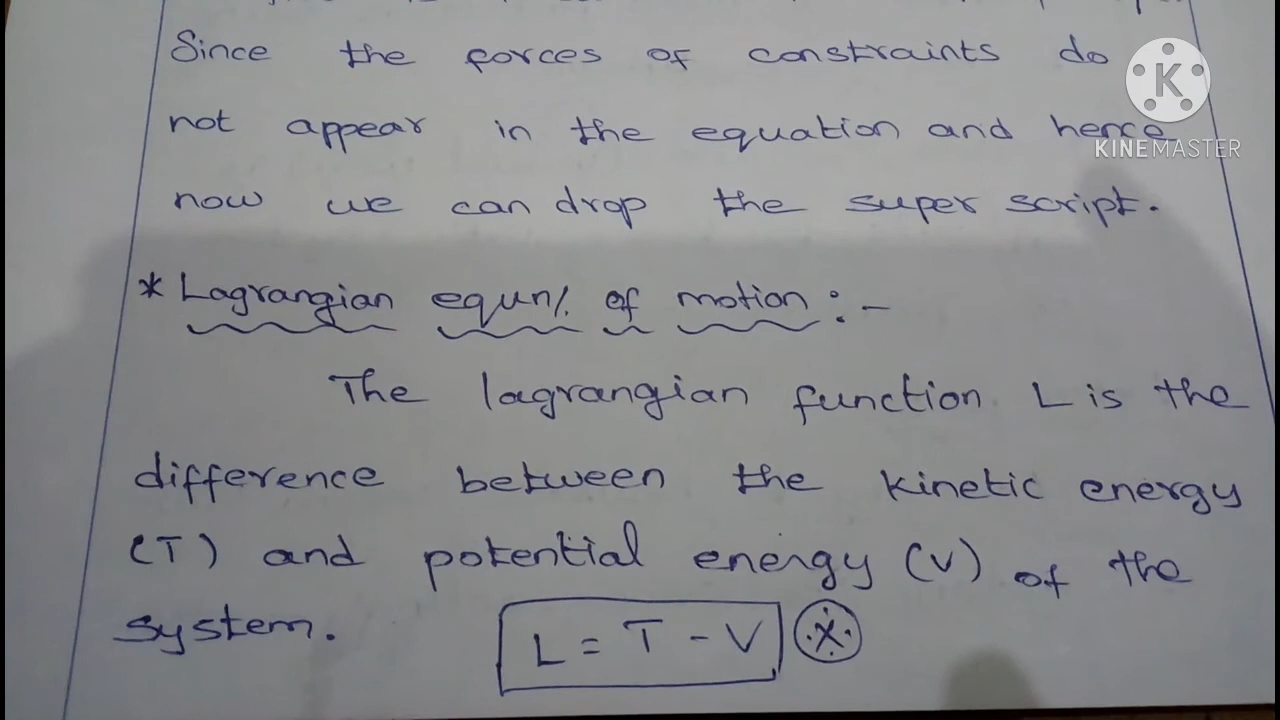 Since the forces of constraints do
not appear in the equation and hence
now we can drop the super script.
* Lagrangian equn/. of motion :-
The lagrangian function L is the
difference between the kinetic energy
(T) and potential energy (V) of the
system.
L = T - V
K
KINEMASTER